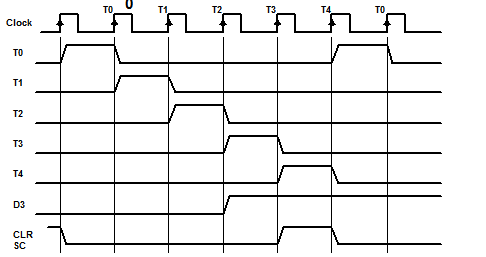 0
T0 T1 T2 T3 T4 T0
Clock
T0
T1
T2
T3
T4
D3
CLR
SC